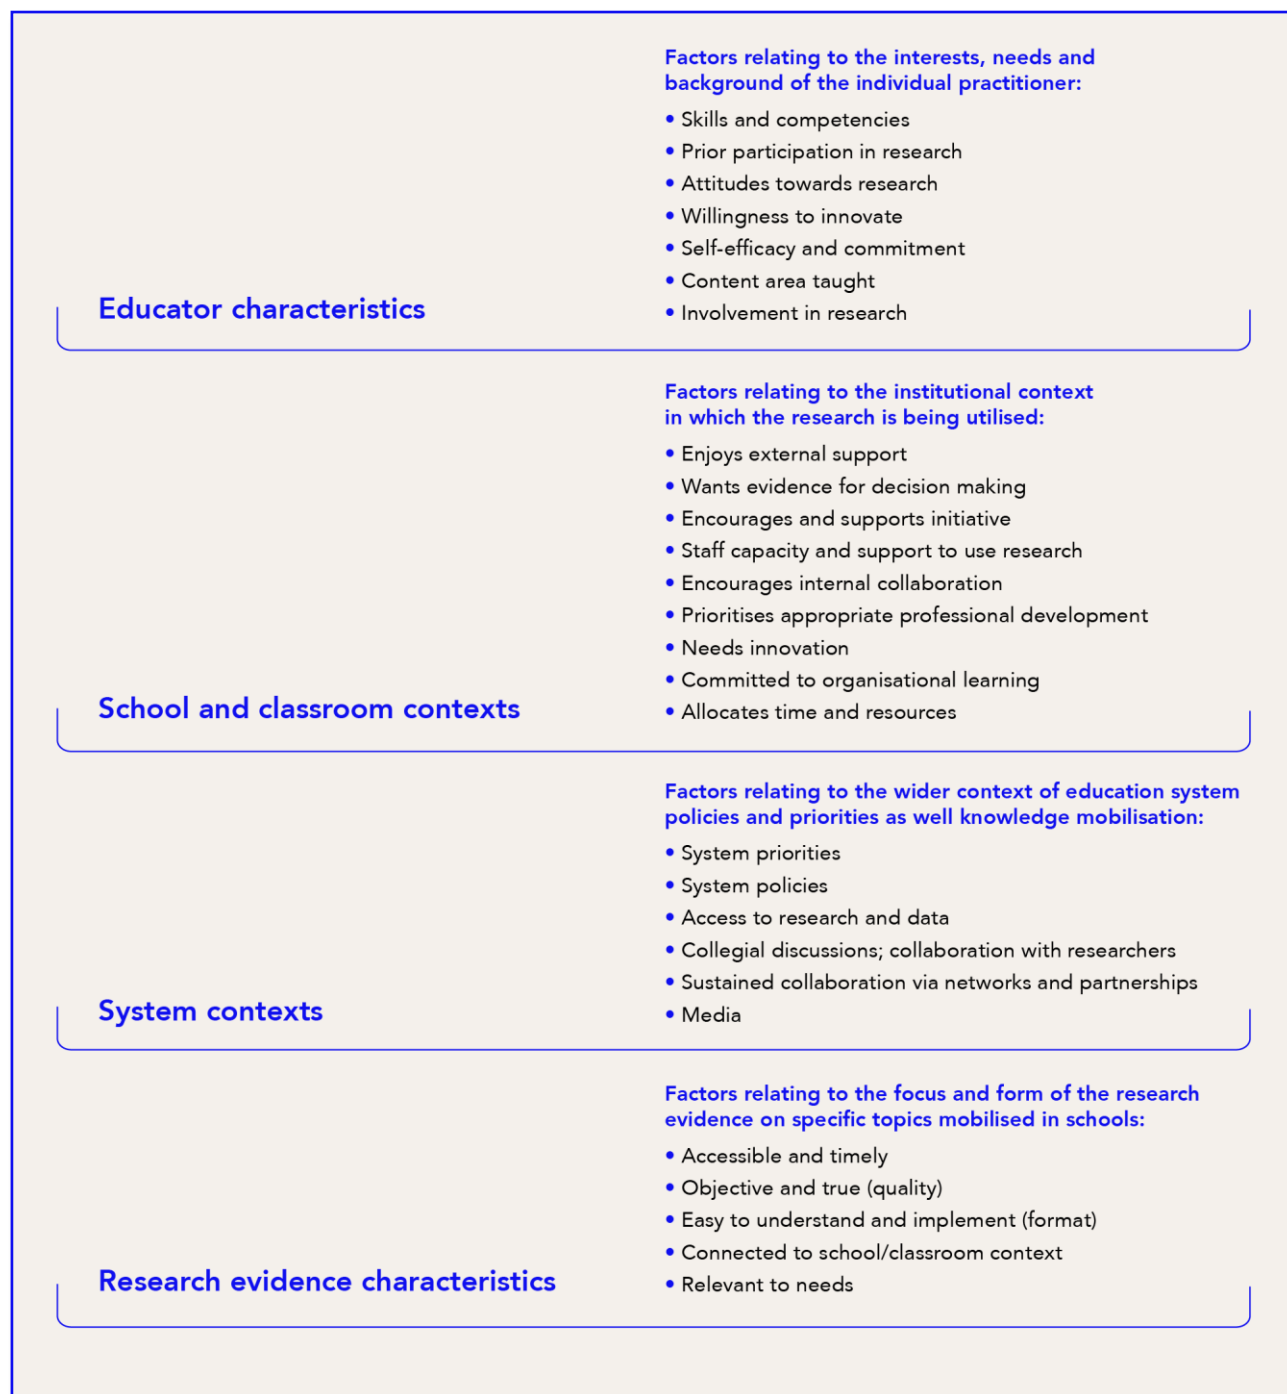 Factors relating to the interests, needs and
background of the individual practitioner:
• Skills and competencies
• Prior participation in research
• Attitudes towards research
• Willingness to innovate
• Self-efficacy and commitment
• Content area taught
• Involvement in research
Educator characteristics
Factors relating to the institutional context
in which the research is being utilised:
• Enjoys external support
• Wants evidence for decision making
• Encourages and supports initiative
• Staff capacity and support to use research
• Encourages internal collaboration
• Prioritises appropriate professional development
• Needs innovation
• Committed to organisational learning
• Allocates time and resources
School and classroom contexts
Factors relating to the wider context of education system
policies and priorities as well knowledge mobilisation:
• System priorities
• System policies
• Access to research and data
• Collegial discussions; collaboration with researchers
• Sustained collaboration via networks and partnerships
• Media
System contexts
Factors relating to the focus and form of the research
evidence on specific topics mobilised in schools:
• Accessible and timely
• Objective and true (quality)
• Easy to understand and implement (format)
• Connected to school/classroom context
• Relevant to needs
Research evidence characteristics